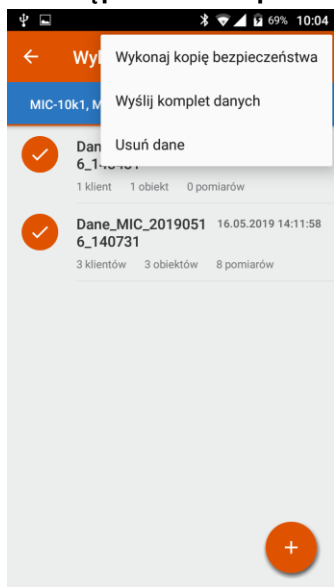 69% 10:04
Wykonaj kopię bezpieczeństwa
MIC-10k1, M
Wyślij komplet danych
Usuń dane
1 klient 1 obiekt 0 pomiarów
Dane_MIC_2019051 16.05.2019 14:11:58
6_140731
3 klientów 3 obiektów 8 pomiarów